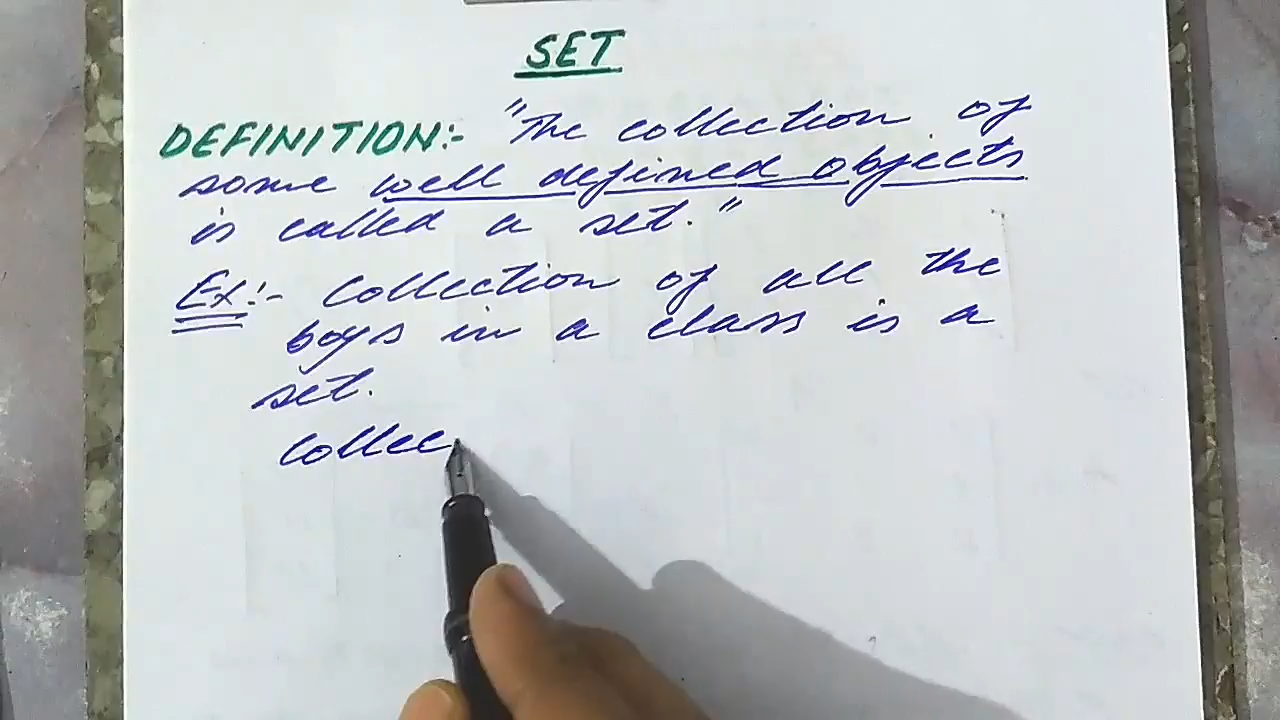 SET
DEFINITION:- "The collection of
some well defined objects
is called a set."
Ex:- Collection of all the
boys in a class is a
set.
Collec